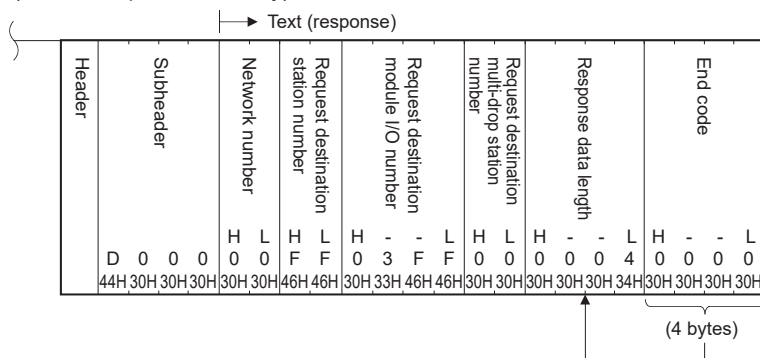 Text (response)
Header
Subheader
Network number
Request destination
station number
Request destination
module I/O number
Request destination
multi-drop station
number
Response data length
End code
H L H L H - - L H L H - - L H - - L
D 0 0 0 0 0 F F 0 3 F F 0 0 0 0 0 4 0 0 0 0
44H 30H 30H 30H 30H 30H 46H 46H 30H 33H 46H 46H 30H 30H 30H 30H 30H 34H 30H 30H 30H 30H
(4 bytes)